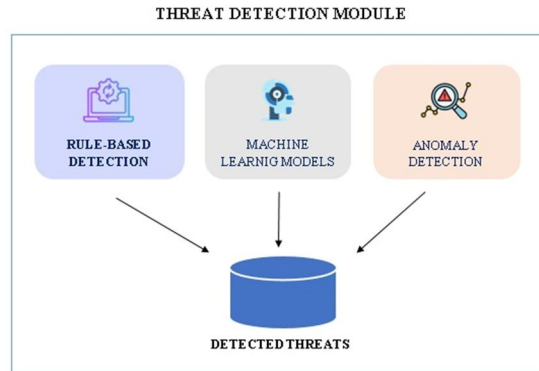 THREAT DETECTION MODULE
RULE-BASED
DETECTION
MACHINE
LEARNIG MODELS
ANOMALY
DETECTION
DETECTED THREATS